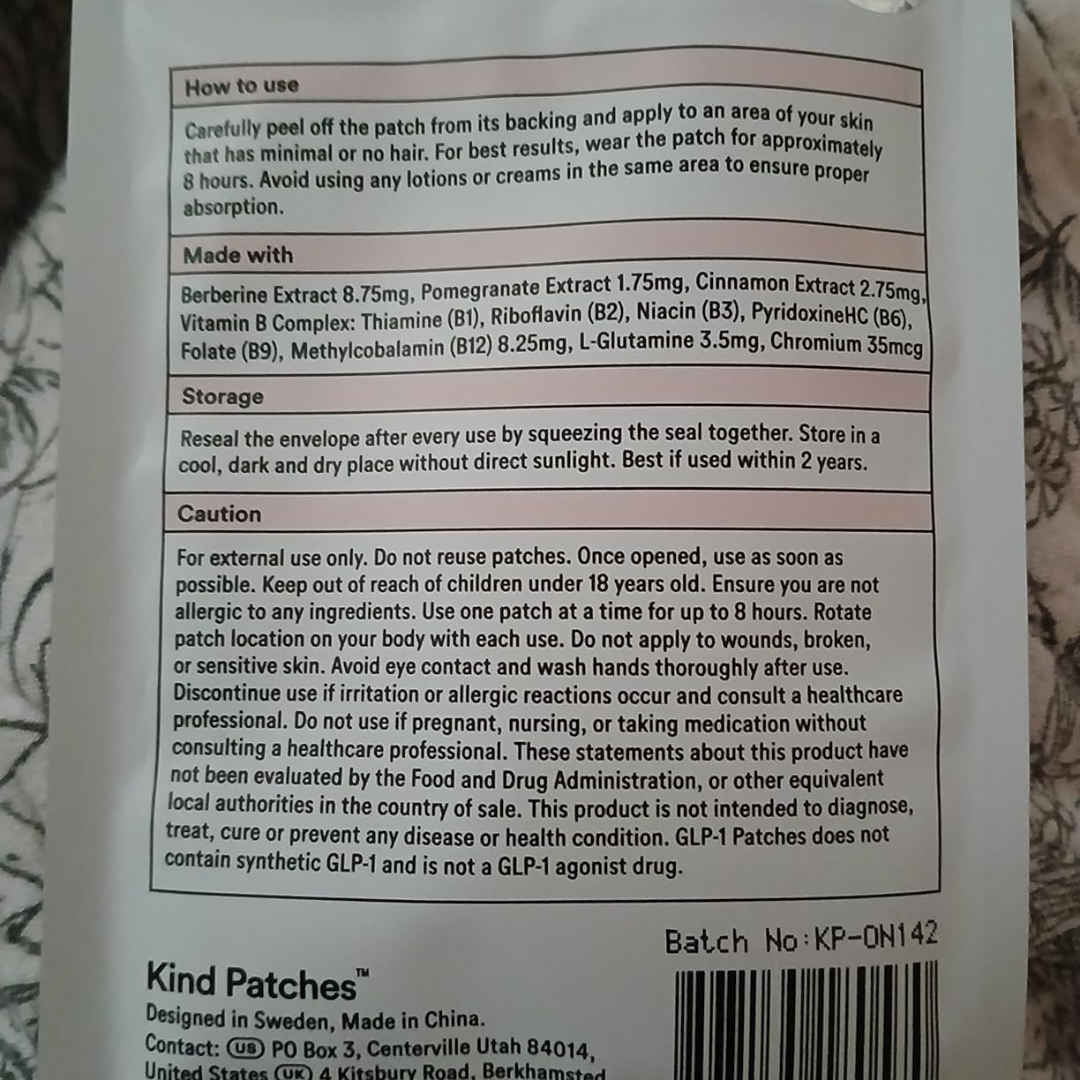 How to use
Carefully peel off the patch from its backing and apply to an area of your skin
that has minimal or no hair. For best results, wear the patch for approximately
8 hours. Avoid using any lotions or creams in the same area to ensure proper
absorption.
Made with
Berberine Extract 8.75mg, Pomegranate Extract 1.75mg, Cinnamon Extract 2.75mg,
Vitamin B Complex: Thiamine (B1), Riboflavin (B2), Niacin (B3), PyridoxineHC (B6),
Folate (B9), Methylcobalamin (B12) 8.25mg, L-Glutamine 3.5mg, Chromium 35mcg
Storage
Reseal the envelope after every use by squeezing the seal together. Store in a
cool, dark and dry place without direct sunlight. Best if used within 2 years.
Caution
For external use only. Do not reuse patches. Once opened, use as soon as
possible. Keep out of reach of children under 18 years old. Ensure you are not
allergic to any ingredients. Use one patch at a time for up to 8 hours. Rotate
patch location on your body with each use. Do not apply to wounds, broken,
or sensitive skin. Avoid eye contact and wash hands thoroughly after use.
Discontinue use if irritation or allergic reactions occur and consult a healthcare
professional. Do not use if pregnant, nursing, or taking medication without
consulting a healthcare professional. These statements about this product have
not been evaluated by the Food and Drug Administration, or other equivalent
local authorities in the country of sale. This product is not intended to diagnose,
treat, cure or prevent any disease or health condition. GLP-1 Patches does not
contain synthetic GLP-1 and is not a GLP-1 agonist drug.
Batch No:KP-ON142
Kind Patches™
Designed in Sweden, Made in China.
Contact: US PO Box 3, Centerville Utah 84014,
United States UK 4 Kitsbury Road, Berkhamsted